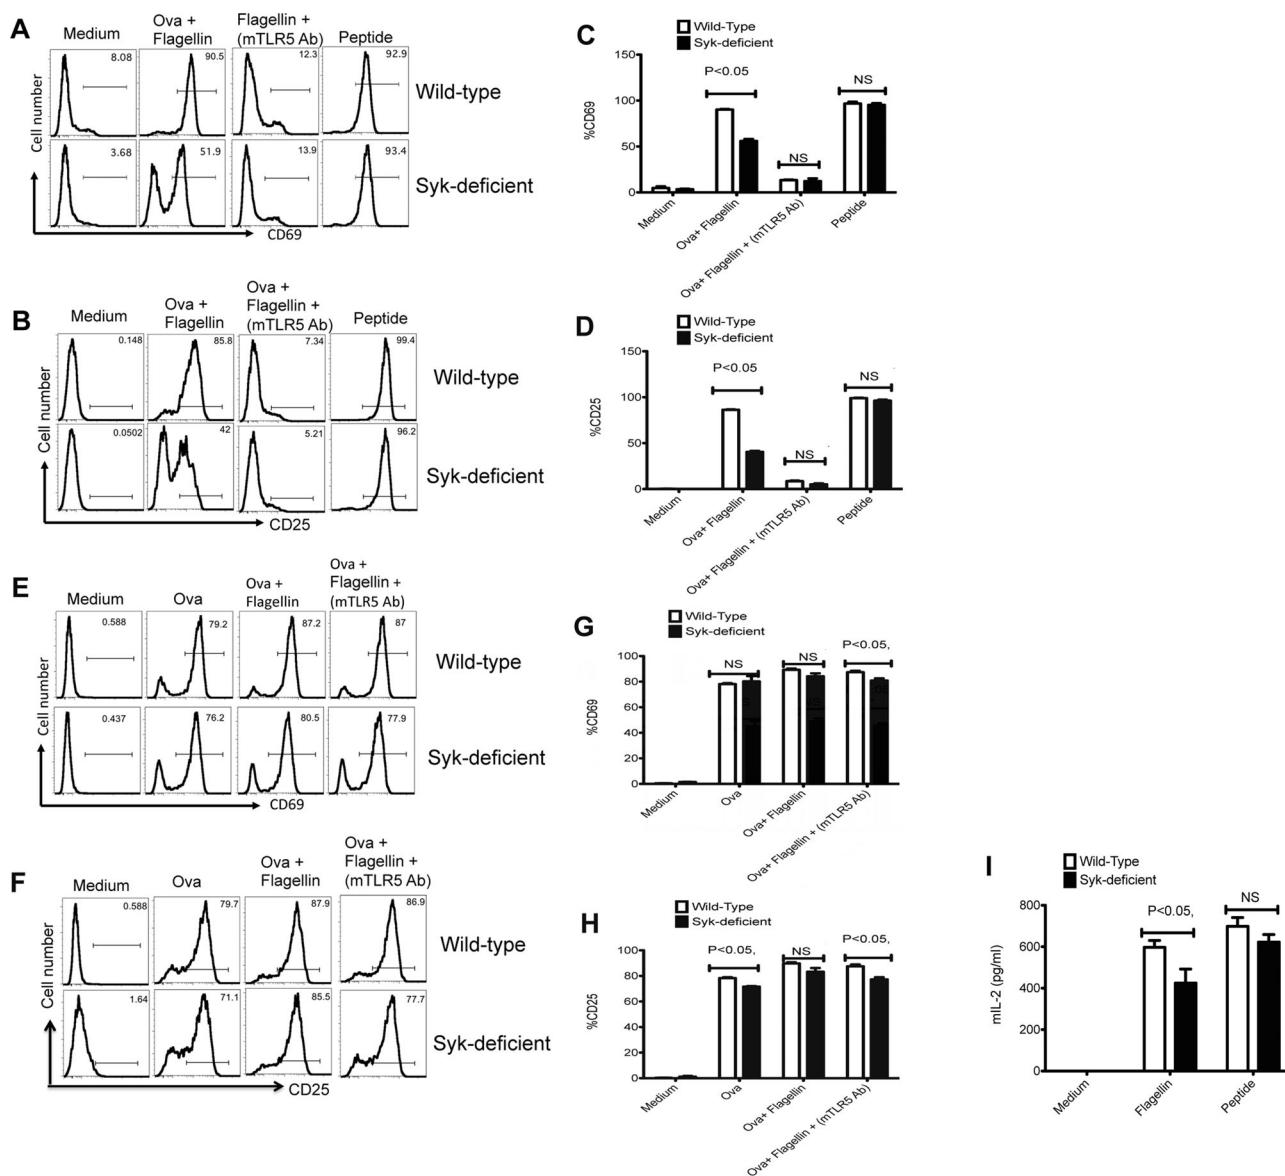 A
Medium
Ova +
Flagellin
Flagellin +
(mTLR5 Ab)
Peptide
8.08
90.5
12.3
92.9
Wild-type
3.68
51.9
13.9
93.4
Syk-deficient
Cell number
CD69
C
Wild-Type
Syk-deficient
%CD69
150
100
50
0
P<0.05
NS
NS
Medium
Ova+ Flagellin
Ova+ Flagellin + (mTLR5 Ab)
Peptide
B
Medium
Ova +
Flagellin
Ova +
Flagellin +
(mTLR5 Ab)
Peptide
0.148
85.8
7.34
99.4
Wild-type
0.0502
42
5.21
96.2
Syk-deficient
Cell number
CD25
D
Wild-Type
Syk-deficient
%CD25
150
100
50
0
P<0.05
NS
NS
Medium
Ova+ Flagellin
Ova+ Flagellin + (mTLR5 Ab)
Peptide
E
Medium
Ova
Ova +
Flagellin
Ova +
Flagellin +
(mTLR5 Ab)
0.588
79.2
87.2
87
Wild-type
0.437
76.2
80.5
77.9
Syk-deficient
Cell number
CD69
G
Wild-Type
Syk-deficient
%CD69
100
80
60
40
20
0
NS
NS
P<0.05,
Medium
Ova
Ova+ Flagellin
Ova+ Flagellin + (mTLR5 Ab)
F
Medium
Ova
Ova +
Flagellin
Ova +
Flagellin +
(mTLR5 Ab)
0.588
79.7
87.9
86.9
Wild-type
1.64
71.1
85.5
77.7
Syk-deficient
Cell number
CD25
H
Wild-Type
Syk-deficient
%CD25
100
80
60
40
20
0
P<0.05,
NS
P<0.05,
Medium
Ova
Ova+ Flagellin
Ova+ Flagellin + (mTLR5 Ab)
I
Wild-Type
Syk-deficient
mIL-2 (pg/ml)
800
600
400
200
0
P<0.05,
NS
Medium
Flagellin
Peptide